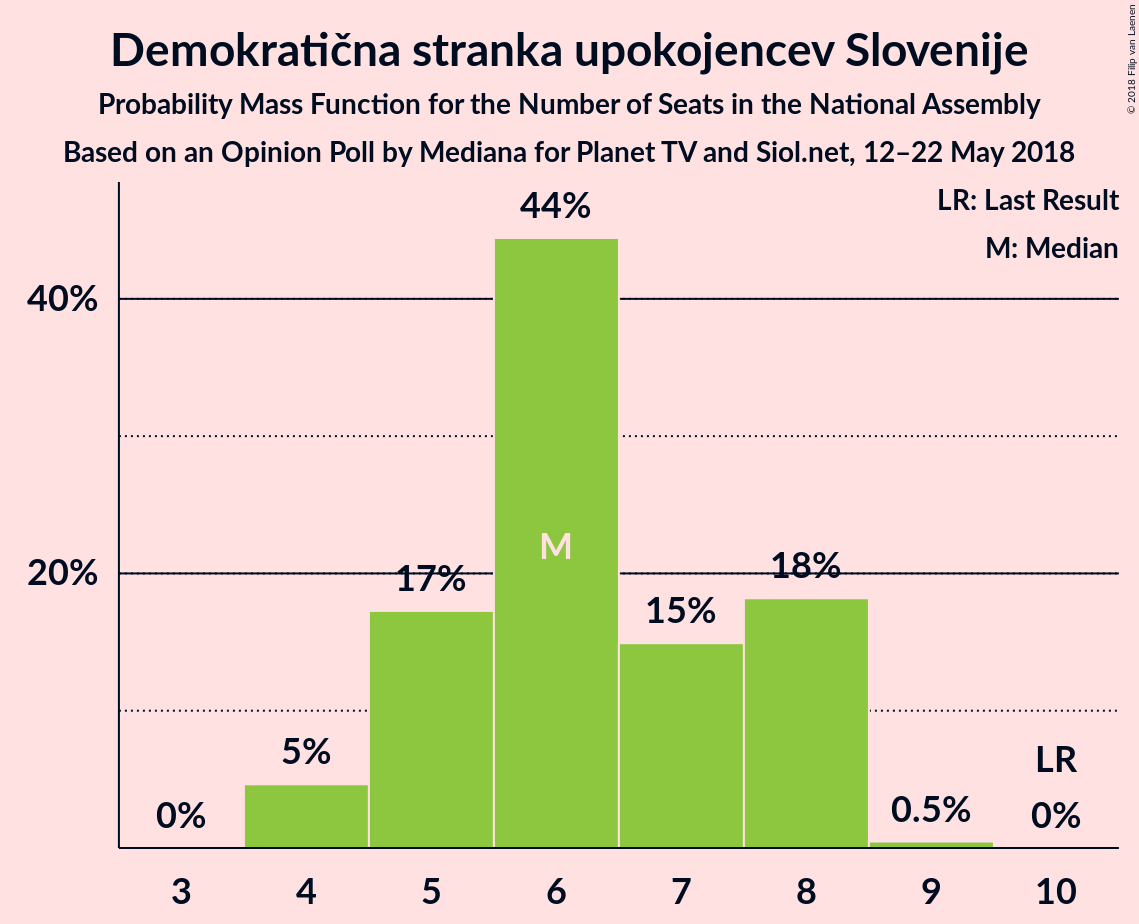 Demokratična stranka upokojencev Slovenije
Probability Mass Function for the Number of Seats in the National Assembly
Based on an Opinion Poll by Mediana for Planet TV and Siol.net, 12–22 May 2018
© 2018 Filip van Laenen
LR: Last Result
M: Median
44%
40%
M
20%
17%
18%
15%
5%
LR
0%
0.5%
0%
3 4 5 6 7 8 9 10